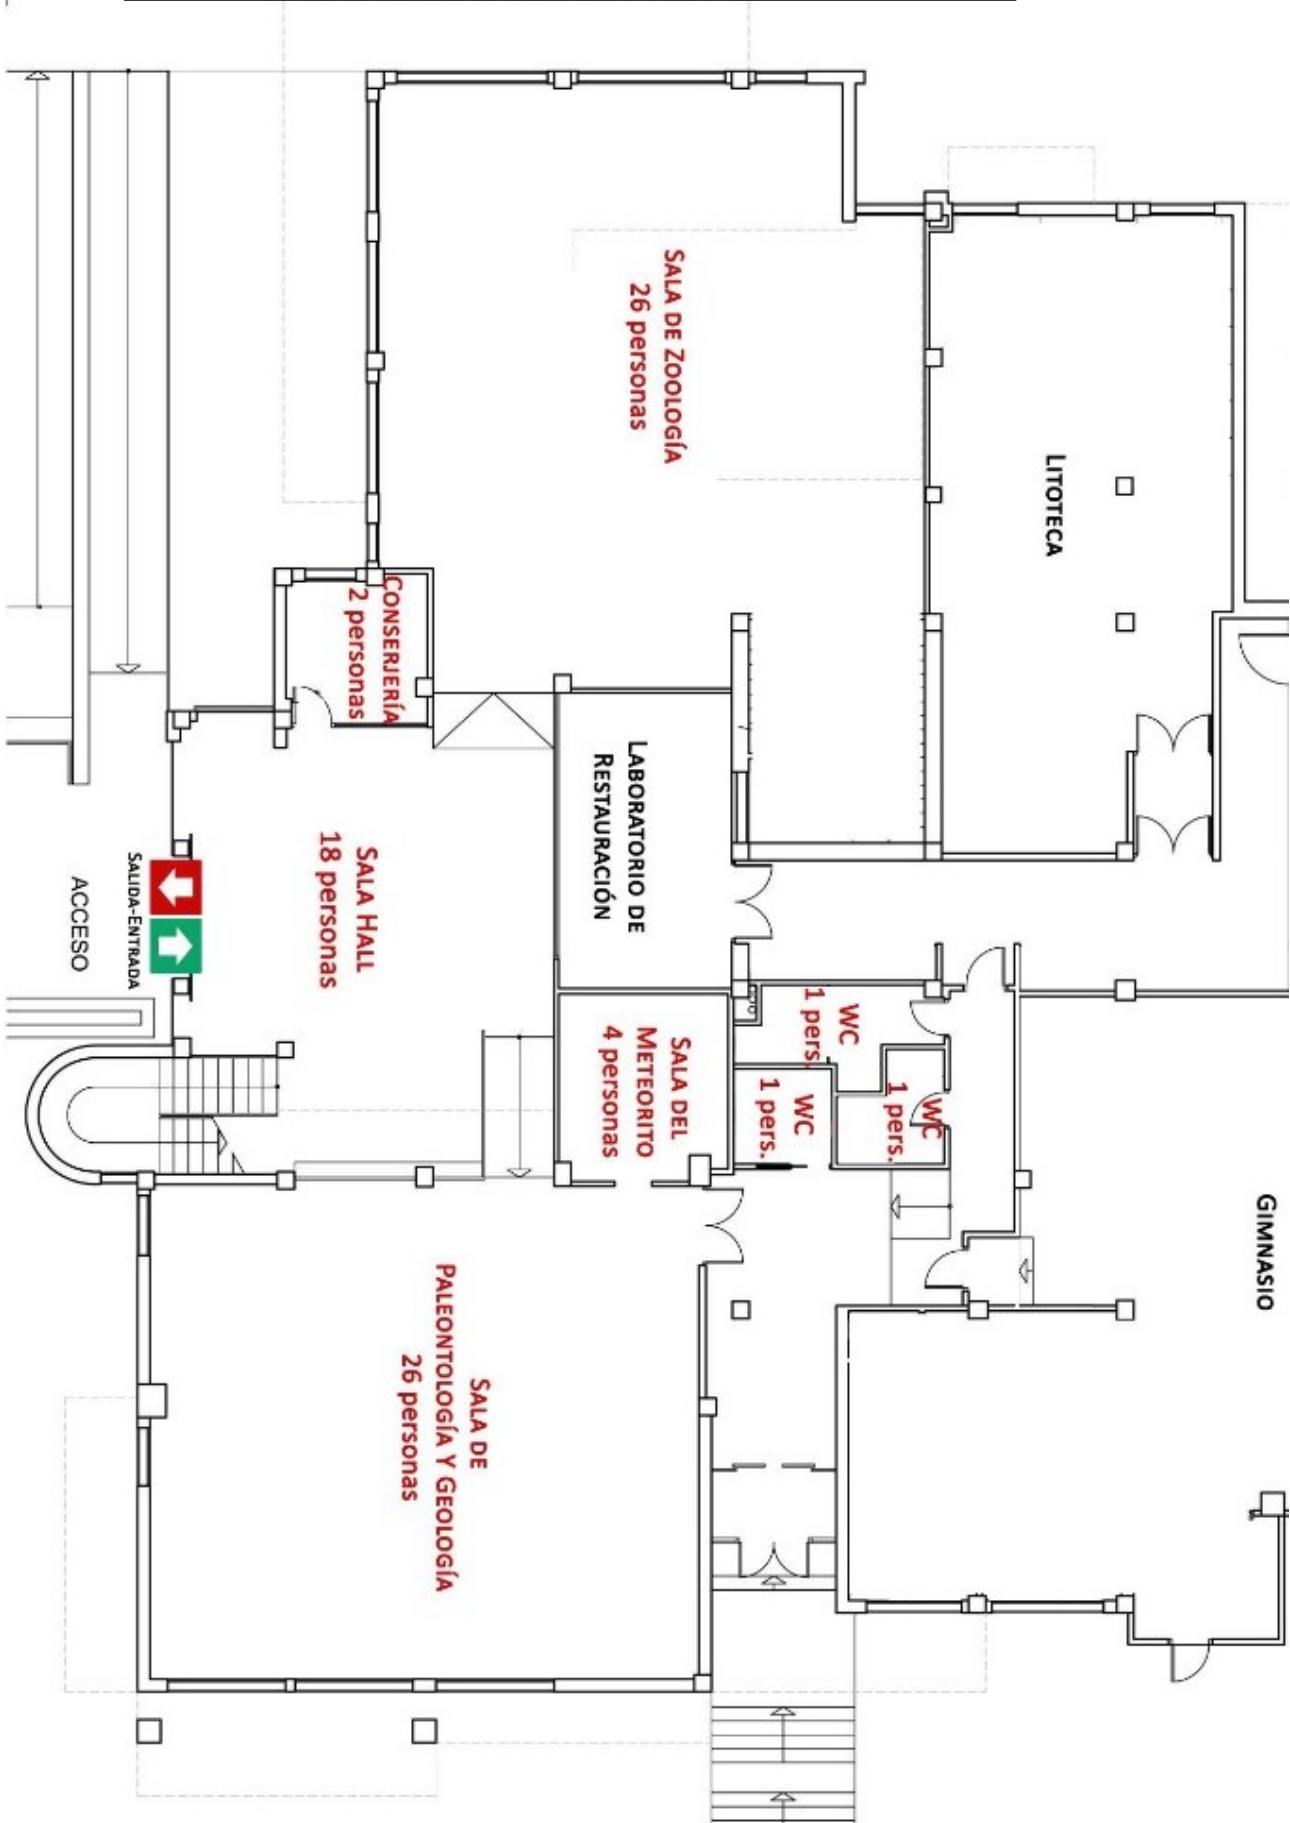 SALA DE ZOOLOGÍA
26 personas
LITOTECA
CONSERJERÍA
2 personas
LABORATORIO DE
RESTAURACIÓN
SALA HALL
18 personas
SALIDA-ENTRADA
ACCESO
SALA DEL
METEORITO
4 personas
WC
1 pers.
WC
1 pers.
WC
1 pers.
GIMNASIO
SALA DE
PALEONTOLOGÍA Y GEOLOGÍA
26 personas